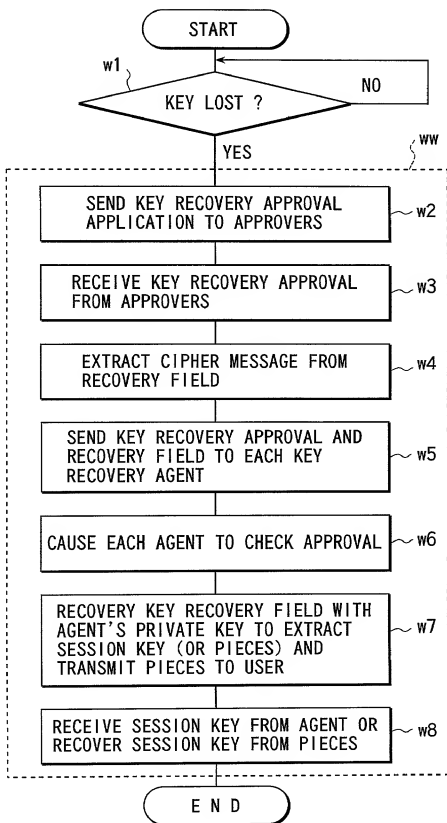 START
w1
KEY LOST ?
NO
YES
ww
SEND KEY RECOVERY APPROVAL
APPLICATION TO APPROVERS
w2
RECEIVE KEY RECOVERY APPROVAL
FROM APPROVERS
w3
EXTRACT CIPHER MESSAGE FROM
RECOVERY FIELD
w4
SEND KEY RECOVERY APPROVAL AND
RECOVERY FIELD TO EACH KEY
RECOVERY AGENT
w5
CAUSE EACH AGENT TO CHECK APPROVAL
w6
RECOVERY KEY RECOVERY FIELD WITH
AGENT'S PRIVATE KEY TO EXTRACT
SESSION KEY (OR PIECES) AND
TRANSMIT PIECES TO USER
w7
RECEIVE SESSION KEY FROM AGENT OR
RECOVER SESSION KEY FROM PIECES
w8
END